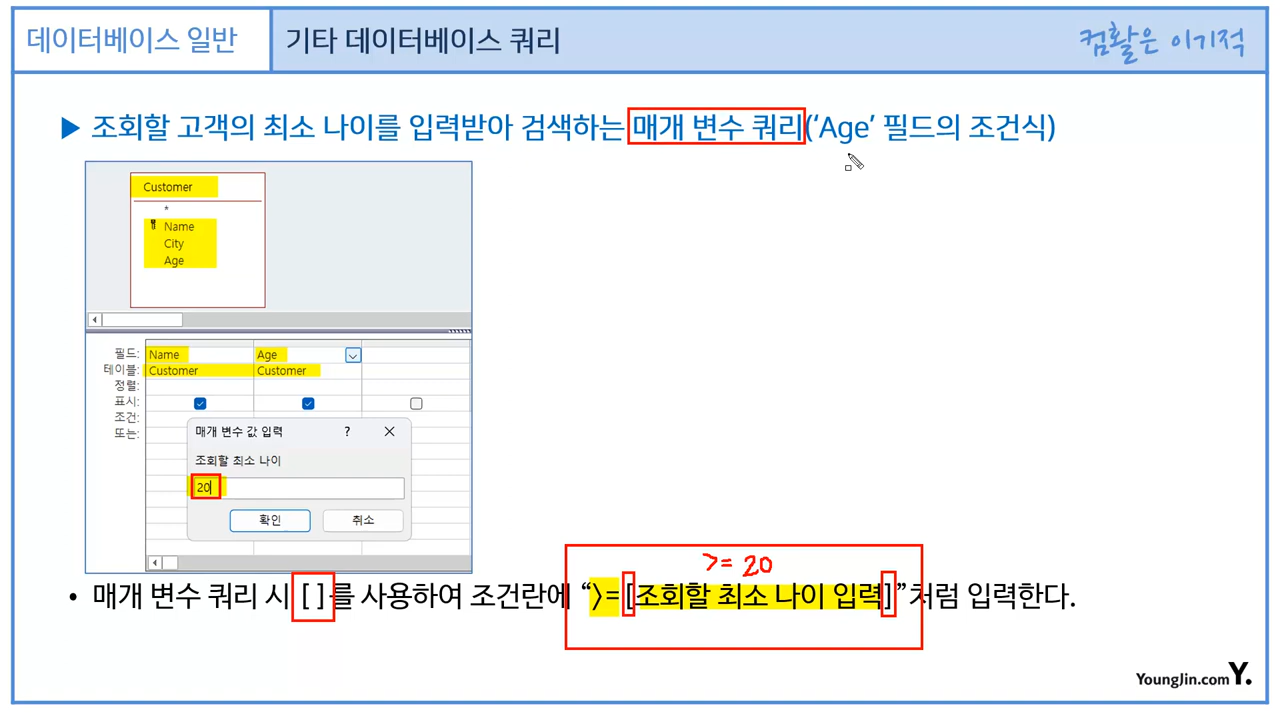 데이터베이스 일반
기타 데이터베이스 쿼리
컴활은 이기적
▶ 조회할 고객의 최소 나이를 입력받아 검색하는 매개 변수 쿼리(‘Age’ 필드의 조건식)
Customer
*
Name
City
Age
필드: Name Age
테이블: Customer Customer
정렬:
표시:
조건:
또는:
매개 변수 값 입력 ?
조회할 최소 나이
20
확인 취소
>= 20
• 매개 변수 쿼리 시 [ ]를 사용하여 조건란에 “>= [조회할 최소 나이 입력]”처럼 입력한다.
YoungJin.com Y.